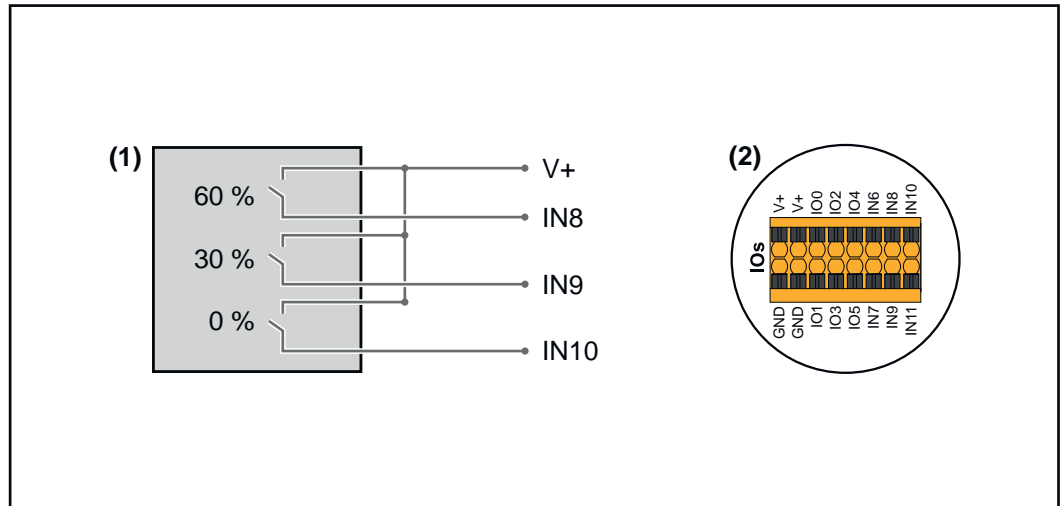 (1)
60 %
30 %
0 %
V+
IN8
IN9
IN10
(2)
IOs
V+
V+
IO0
IO2
IO4
IN6
IN8
IN10
GND
GND
IO1
IO3
IO5
IN7
IN9
IN11